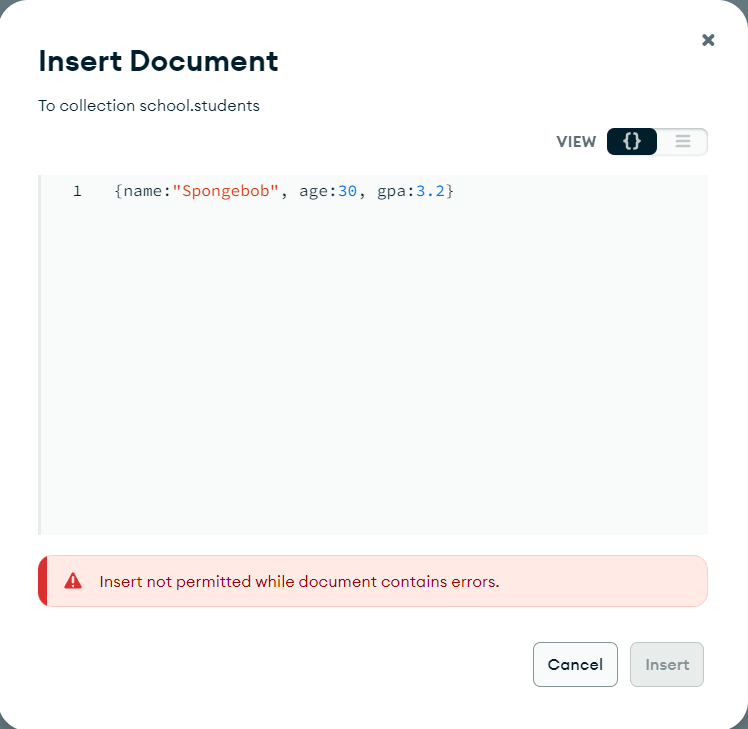 Insert Document
To collection school.students
VIEW {}
1 {name:"Spongebob", age:30, gpa:3.2}
Insert not permitted while document contains errors.
Cancel Insert